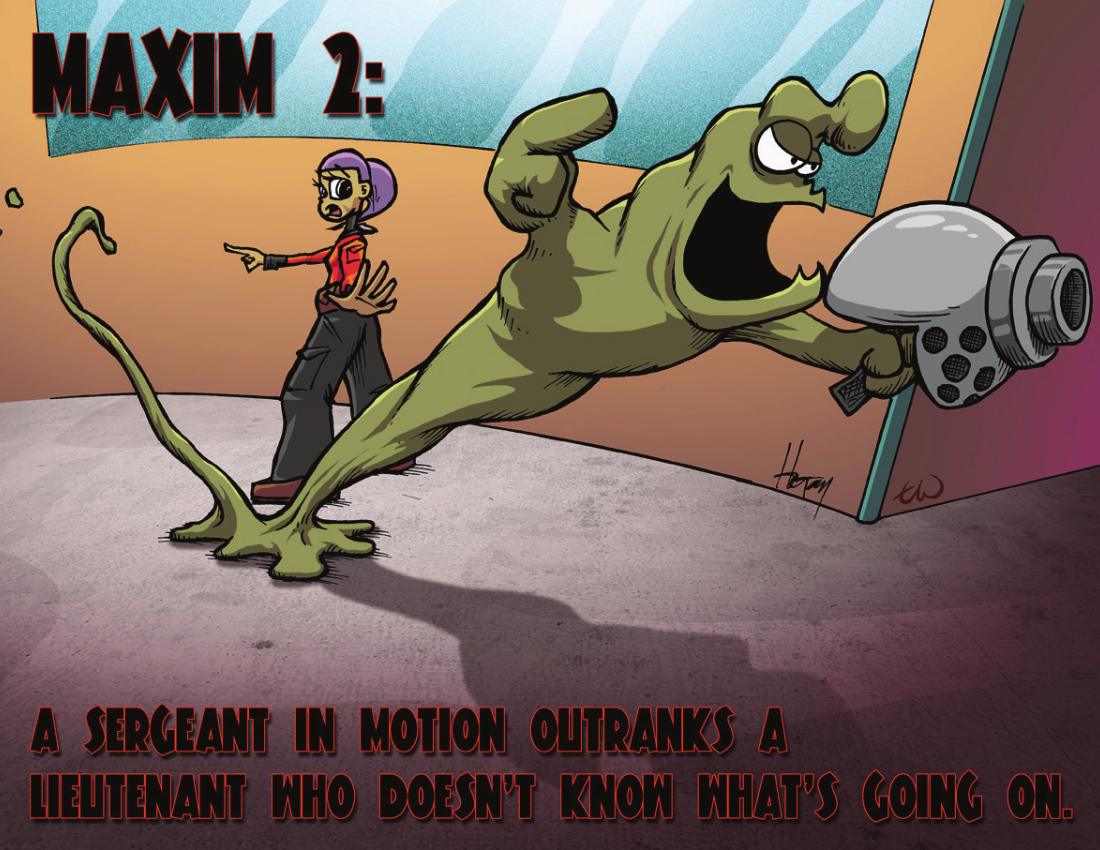 MAXIM 2:
A SERGEANT IN MOTION OUTRANKS A
LIEUTENANT WHO DOESN'T KNOW WHAT'S GOING ON.